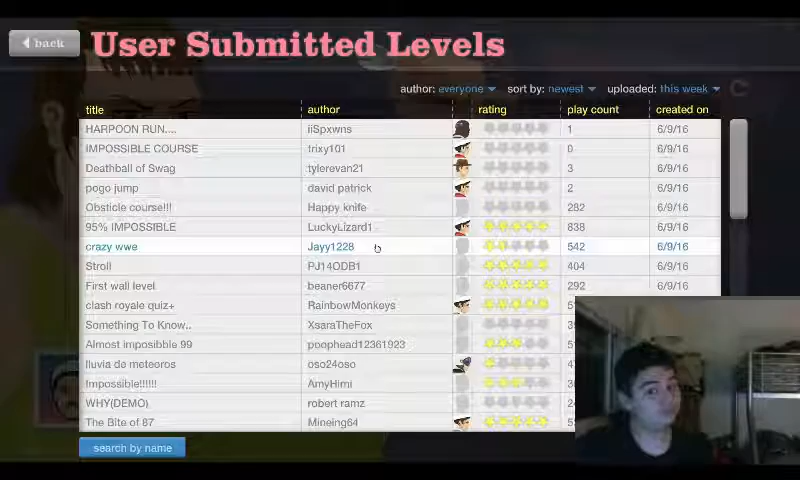 back
User Submitted Levels
author: everyone sort by: newest uploaded: this week
title author rating play count created on
HARPOON RUN.... iiSpxwns 1 6/9/16
IMPOSSIBLE COURSE trixy101 0 6/9/16
Deathball of Swag tylerevan21 3 6/9/16
pogo jump david patrick 2 6/9/16
Obsticle course!!! Happy knife 282 6/9/16
95% IMPOSSIBLE LuckyLizard1 838 6/9/16
crazy wwe Jayy1228 542 6/9/16
Stroll PJ14ODB1 404 6/9/16
First wall level beaner6677 292 6/9/16
clash royale quiz+ RainbowMonkeys
Something To Know.. XsaraTheFox
Almost imposibble 99 poophead12361923
lluvia de meteoros oso24oso
Impossible!!!!!! AmyHimi
WHY(DEMO) robert ramz
The Bite of 87 Mineing64
search by name